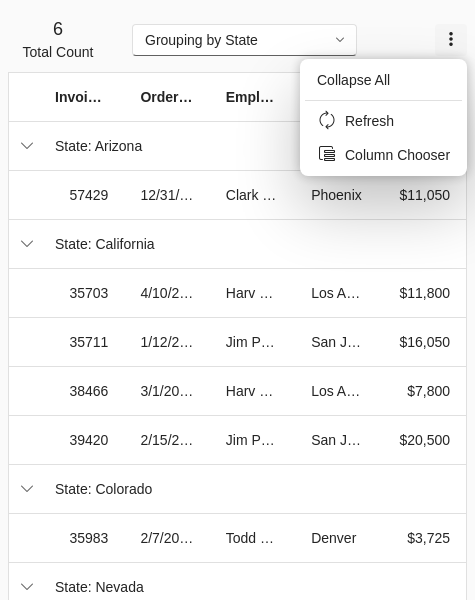 6
Total Count
Grouping by State
Collapse All
Refresh
Column Chooser
Invoi… Order… Empl…
State: Arizona
57429 12/31/… Clark … Phoenix $11,050
State: California
35703 4/10/2… Harv … Los A… $11,800
35711 1/12/2… Jim P… San J… $16,050
38466 3/1/20… Harv … Los A… $7,800
39420 2/15/2… Jim P… San J… $20,500
State: Colorado
35983 2/7/20… Todd … Denver $3,725
State: Nevada